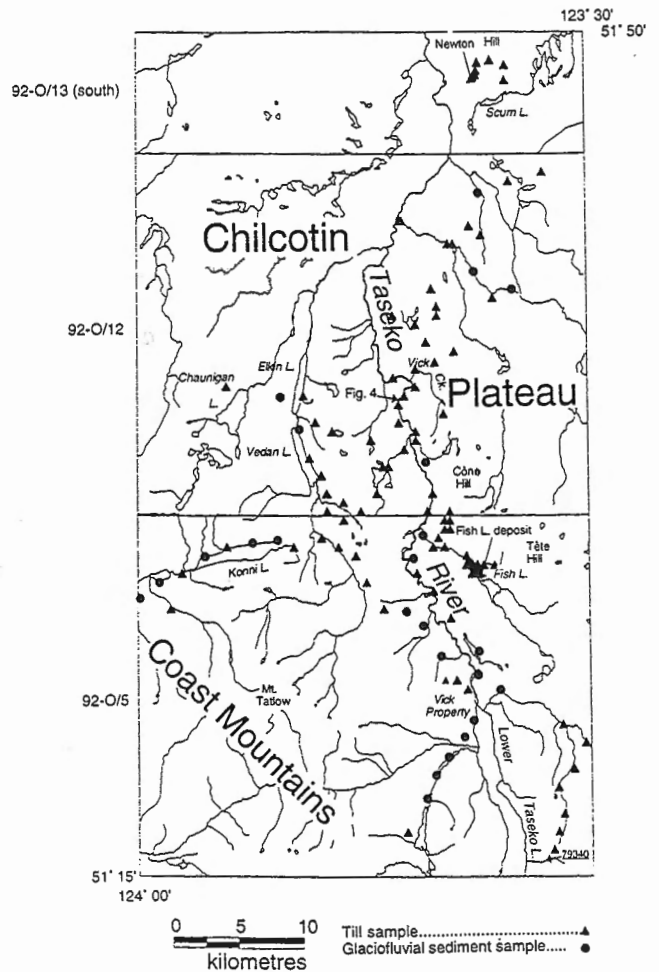 123° 30'
51° 50'
Newton Hill
92-O/13 (south)
Scum L.
Chilcotin
Taseko
92-O/12
Elkin L.
Vick
Ck.
Chaunigan
L.
Fig. 4
Plateau
Vedan L.
Cone
Hill
Fish L. deposit
Tête
Hill
Fish L.
Konni L.
River
Coast Mountains
Mt.
Tatlow
92-O/5
Vick
Property
Lower
Taseko L.
79340
51° 15'
124° 00'
0 5 10
kilometres
Till sample
Glaciofluvial sediment sample